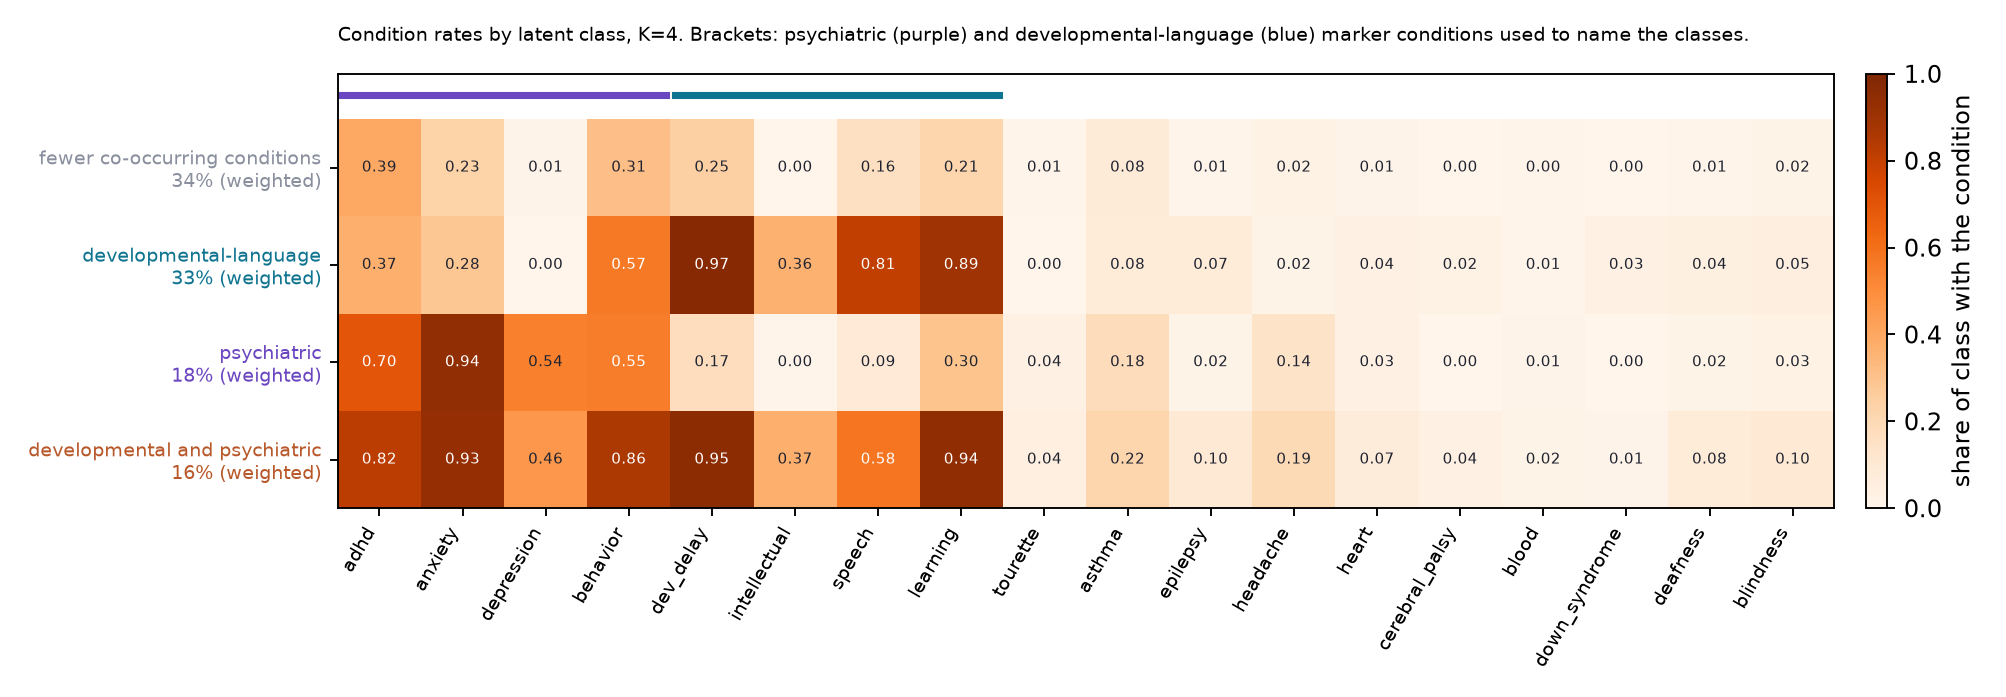 Condition rates by latent class, K=4. Brackets: psychiatric (purple) and developmental-language (blue) marker conditions used to name the classes.
fewer co-occurring conditions
34% (weighted)
0.39 0.23 0.01 0.31 0.25 0.00 0.16 0.21 0.01 0.08 0.01 0.02 0.01 0.00 0.00 0.00 0.01 0.02
developmental-language
33% (weighted)
0.37 0.28 0.00 0.57 0.97 0.36 0.81 0.89 0.00 0.08 0.07 0.02 0.04 0.02 0.01 0.03 0.04 0.05
psychiatric
18% (weighted)
0.70 0.94 0.54 0.55 0.17 0.00 0.09 0.30 0.04 0.18 0.02 0.14 0.03 0.00 0.01 0.00 0.02 0.03
developmental and psychiatric
16% (weighted)
0.82 0.93 0.46 0.86 0.95 0.37 0.58 0.94 0.04 0.22 0.10 0.19 0.07 0.04 0.02 0.01 0.08 0.10
adhd
anxiety
depression
behavior
dev_delay
intellectual
speech
learning
tourette
asthma
epilepsy
headache
heart
cerebral_palsy
blood
down_syndrome
deafness
blindness
1.0
0.8
0.6
0.4
0.2
0.0
share of class with the condition